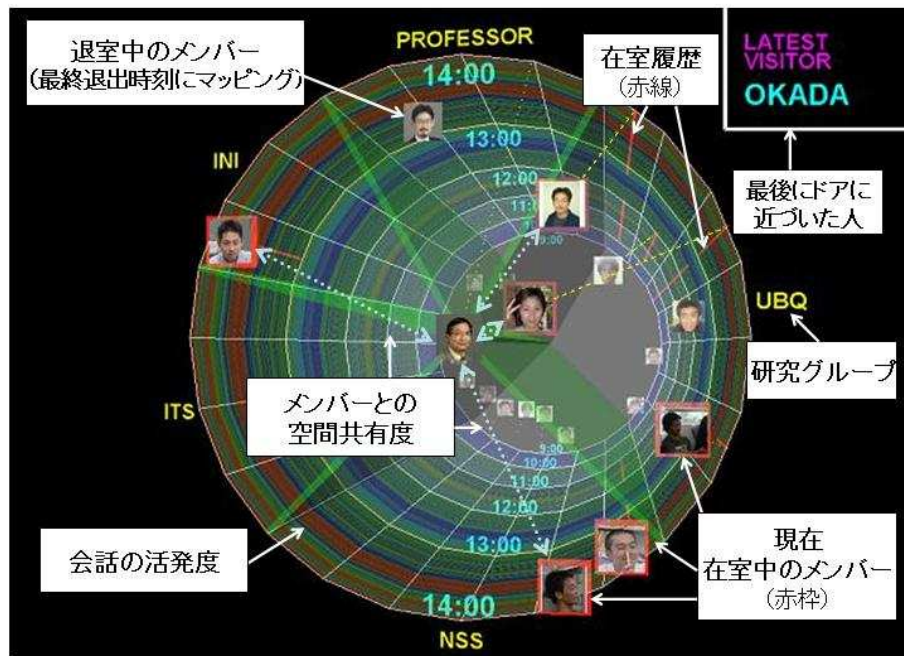 PROFESSOR
14:00
13:00
12:00
9:00
退室中のメンバー
(最終退出時刻にマッピング)
在室履歴
(赤線)
LATEST
VISITOR
OKADA
最後にドアに
近づいた人
INI
UBQ
研究グループ
ITS
メンバーとの
空間共有度
会話の活発度
9:00
10:00
11:00
12:00
13:00
14:00
NSS
現在
在室中のメンバー
(赤枠)